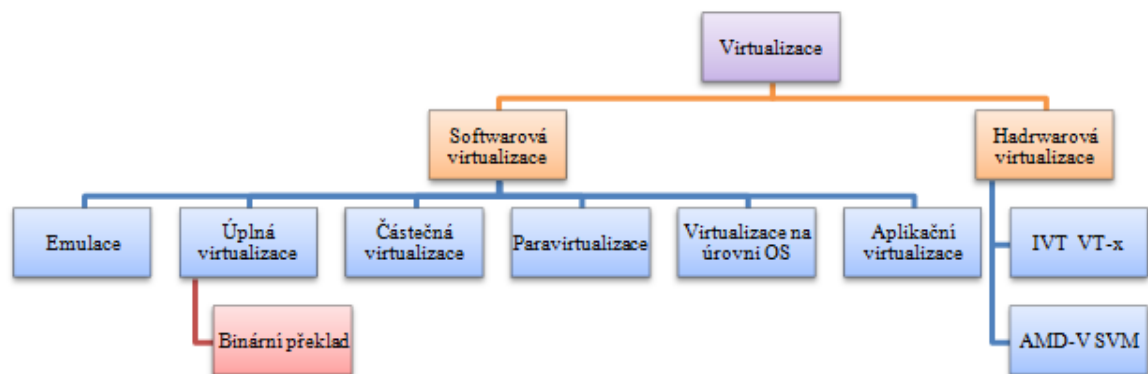 Virtualizace
Softwarová
virtualizace
Hadrwarová
virtualizace
Emulace
Úplná
virtualizace
Částečná
virtualizace
Paravirtualizace
Virtualizace na
úrovni OS
Aplikační
virtualizace
IVT VT-x
Binární překlad
AMD-V SVM